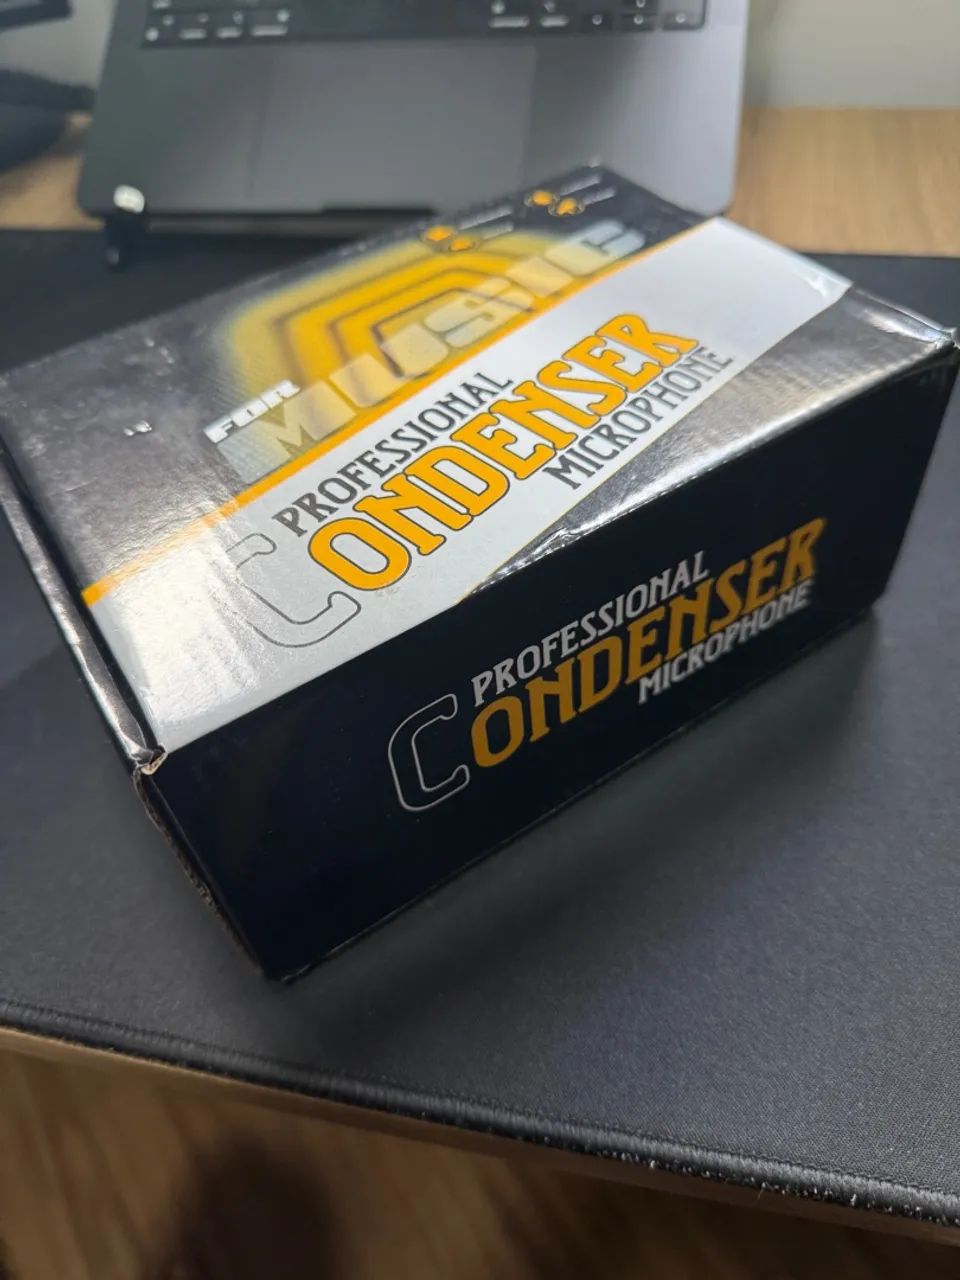 FOR
MUSIC
PROFESSIONAL
CONDENSER
MICROPHONE
PROFESSIONAL
CONDENSER
MICROPHONE